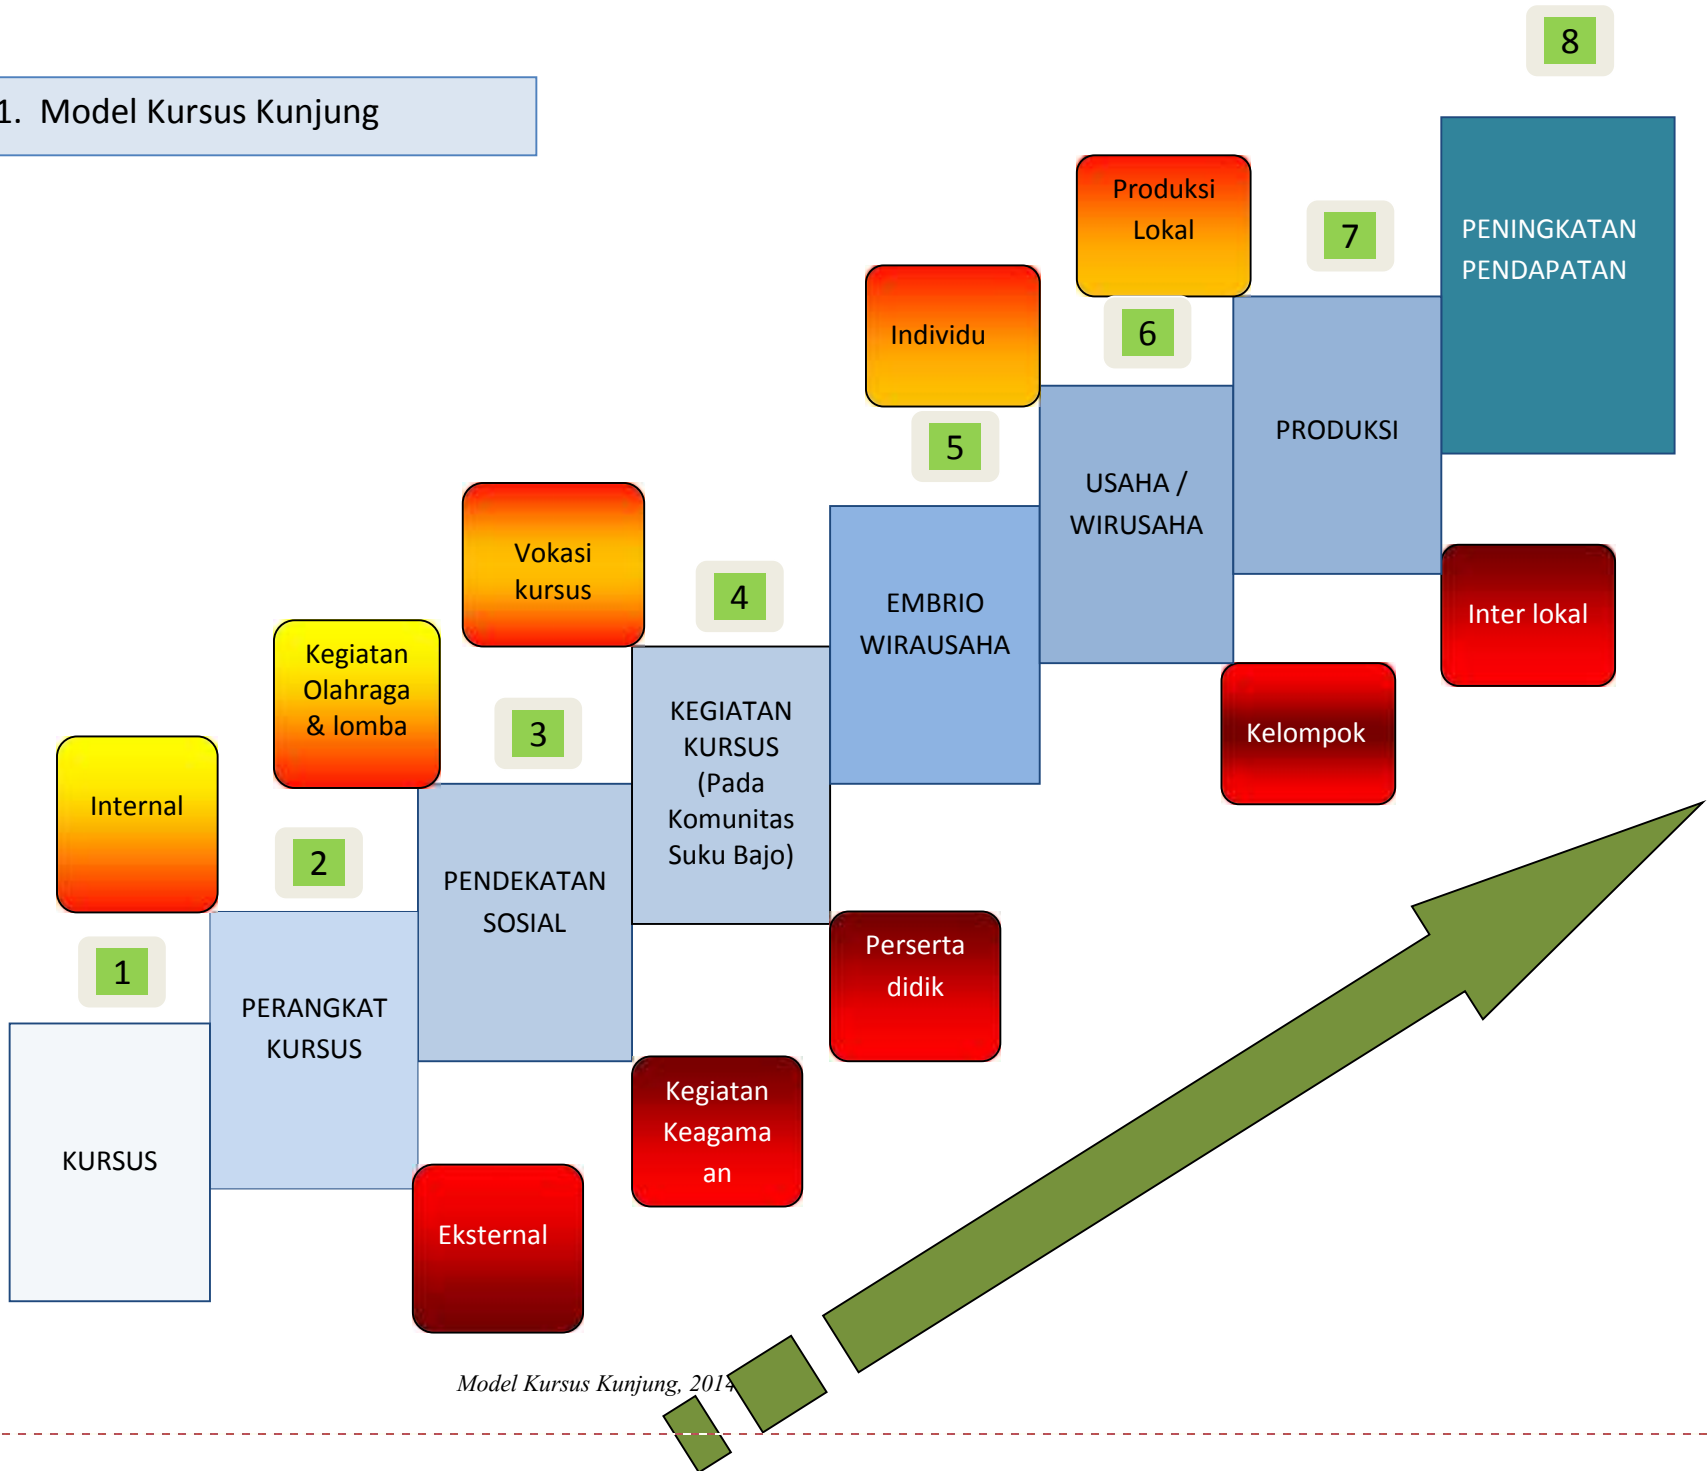 1. Model Kursus Kunjung
8
PENINGKATAN
PENDAPATAN
Produksi
Lokal
7
Individu
6
PRODUKSI
5
USAHA /
WIRUSAHA
Vokasi
kursus
4
EMBRIO
WIRAUSAHA
Inter lokal
Kegiatan
Olahraga
& lomba
3
KEGIATAN
KURSUS
(Pada
Komunitas
Suku Bajo)
Kelompok
Internal
2
PENDEKATAN
SOSIAL
Perserta
didik
1
PERANGKAT
KURSUS
Kegiatan
Keagama
an
KURSUS
Eksternal
Model Kursus Kunjung, 2014